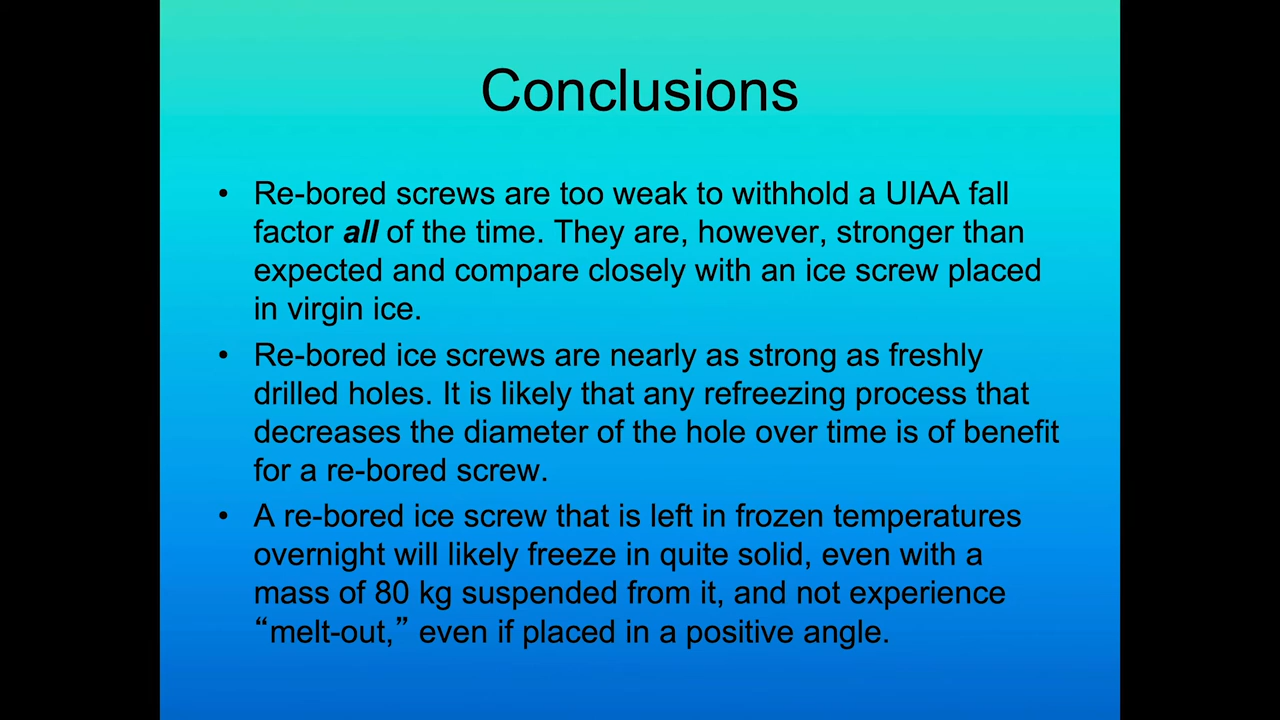 Conclusions
• Re-bored screws are too weak to withhold a UIAA fall
factor all of the time. They are, however, stronger than
expected and compare closely with an ice screw placed
in virgin ice.
• Re-bored ice screws are nearly as strong as freshly
drilled holes. It is likely that any refreezing process that
decreases the diameter of the hole over time is of benefit
for a re-bored screw.
• A re-bored ice screw that is left in frozen temperatures
overnight will likely freeze in quite solid, even with a
mass of 80 kg suspended from it, and not experience
“melt-out,” even if placed in a positive angle.